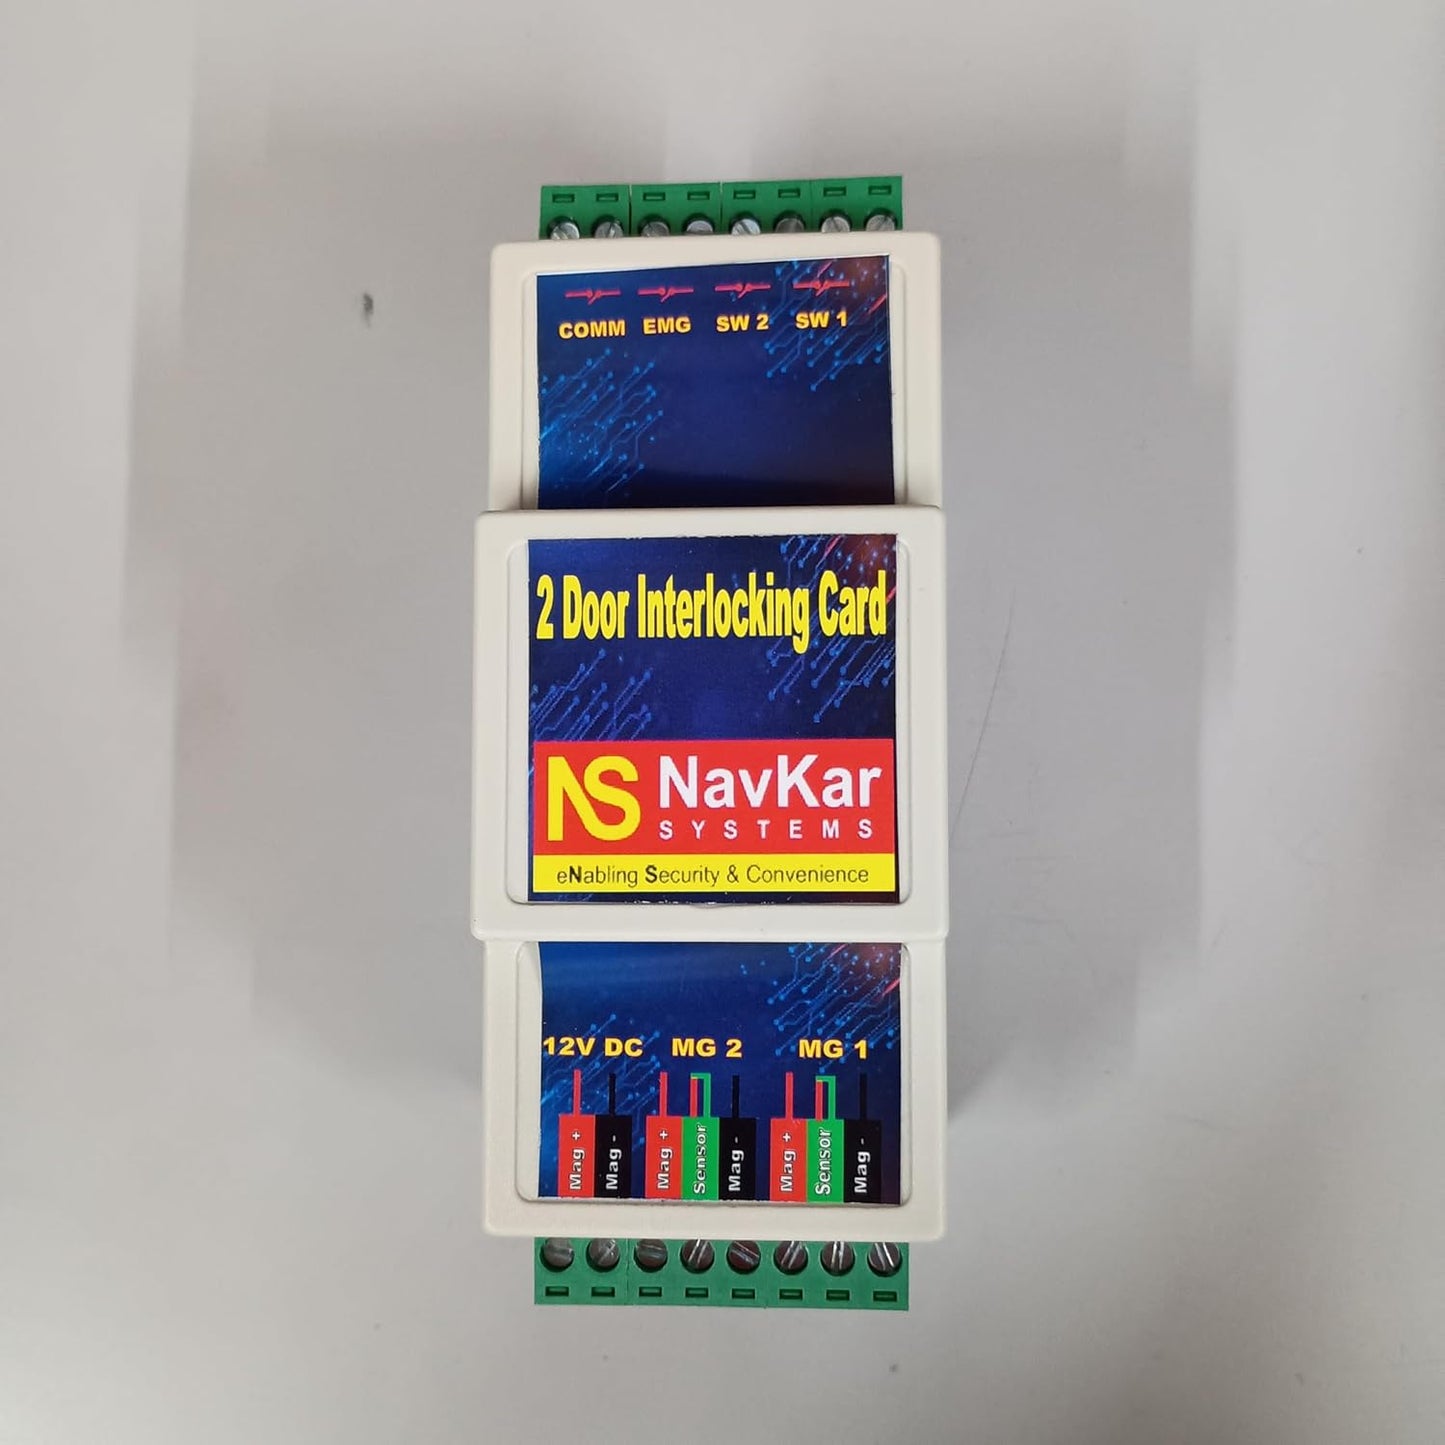 COMM EMG SW 2 SW 1
2 Door Interlocking Card
NS NavKar
SYSTEMS
eNabling Security & Convenience
12V DC MG 2 MG 1
Mag + Mag - Mag + Sensor Mag - Mag + Sensor Mag -